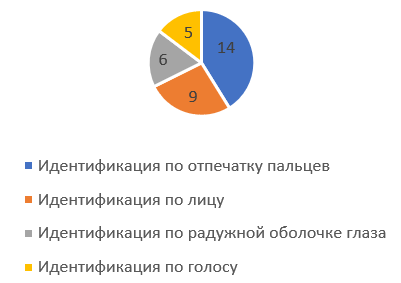 5
14
6
9
Идентификация по отпечатку пальцев
Идентификация по лицу
Идентификация по радужной оболочке глаза
Идентификация по голосу